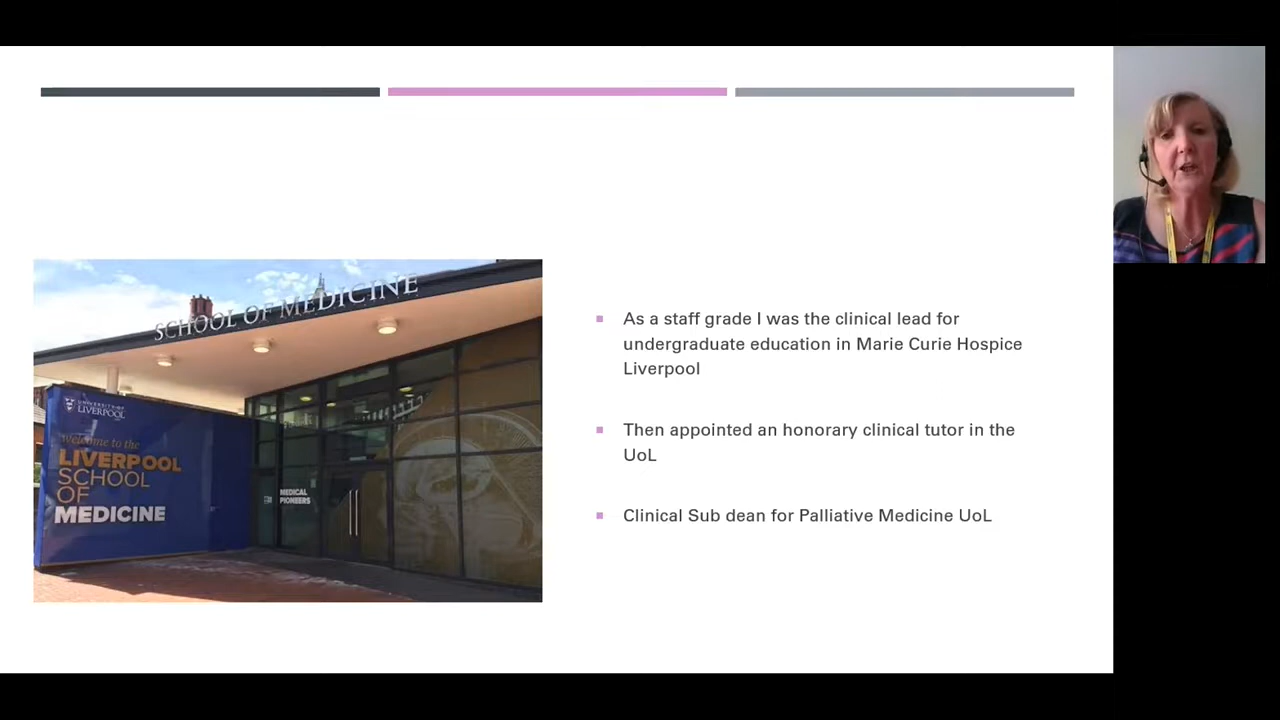 SCHOOL OF MEDICINE
UNIVERSITY OF
LIVERPOOL
welcome to the
LIVERPOOL
SCHOOL
OF
MEDICINE
MEDICAL
PIONEERS
As a staff grade I was the clinical lead for
undergraduate education in Marie Curie Hospice
Liverpool
Then appointed an honorary clinical tutor in the
UoL
Clinical Sub dean for Palliative Medicine UoL